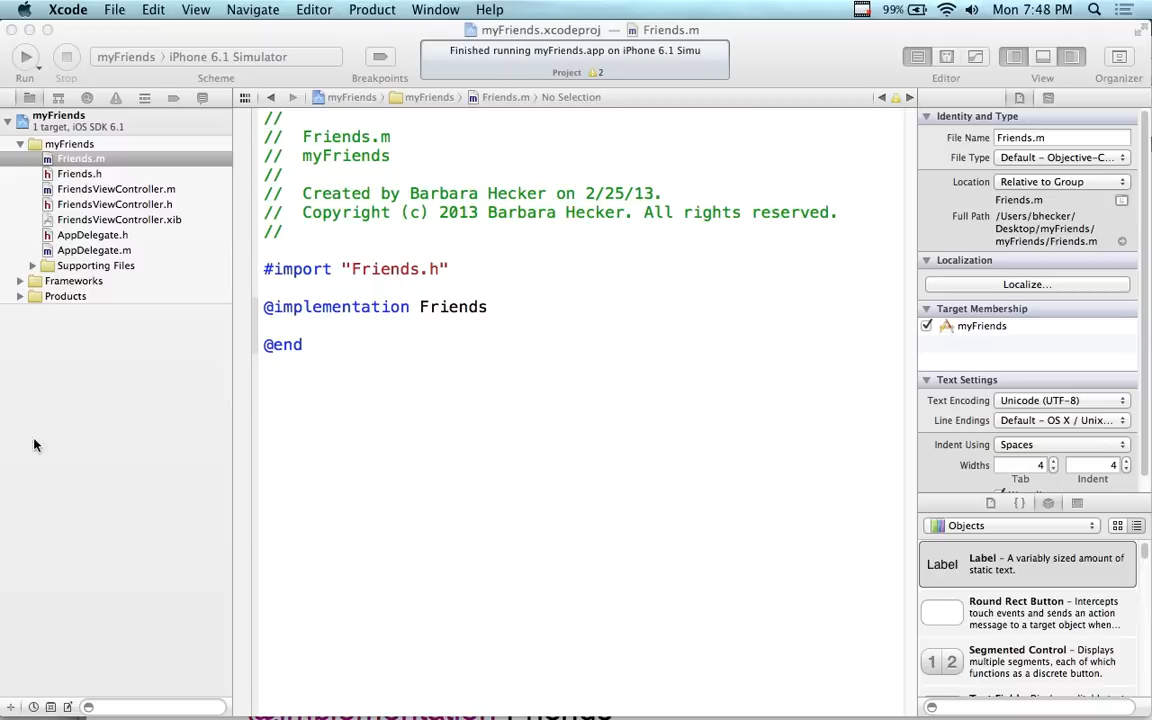 Xcode File Edit View Navigate Editor Product Window Help 99% Mon 7:48 PM
myFriends.xcodeproj — Friends.m
myFriends iPhone 6.1 Simulator
Finished running myFriends.app on iPhone 6.1 Simu
Project 2
Run Stop Scheme Breakpoints Editor View Organizer
myFriends myFriends Friends.m No Selection
myFriends
1 target, iOS SDK 6.1
myFriends
Friends.m
Friends.h
FriendsViewController.m
FriendsViewController.h
FriendsViewController.xib
AppDelegate.h
AppDelegate.m
Supporting Files
Frameworks
Products
//
// Friends.m
// myFriends
//
// Created by Barbara Hecker on 2/25/13.
// Copyright (c) 2013 Barbara Hecker. All rights reserved.
//
#import "Friends.h"
@implementation Friends
@end
Identity and Type
File Name Friends.m
File Type Default - Objective-C...
Location Relative to Group
Friends.m
Full Path /Users/bhecker/
Desktop/myFriends/
myFriends/Friends.m
Localization
Localize...
Target Membership
myFriends
Text Settings
Text Encoding Unicode (UTF-8)
Line Endings Default - OS X / Unix...
Indent Using Spaces
Widths 4 4
Tab Indent
Objects
Label
Label - A variably sized amount of
static text.
Round Rect Button - Intercepts
touch events and sends an action
message to a target object when...
1 2
Segmented Control - Displays
multiple segments, each of which
functions as a discrete button.